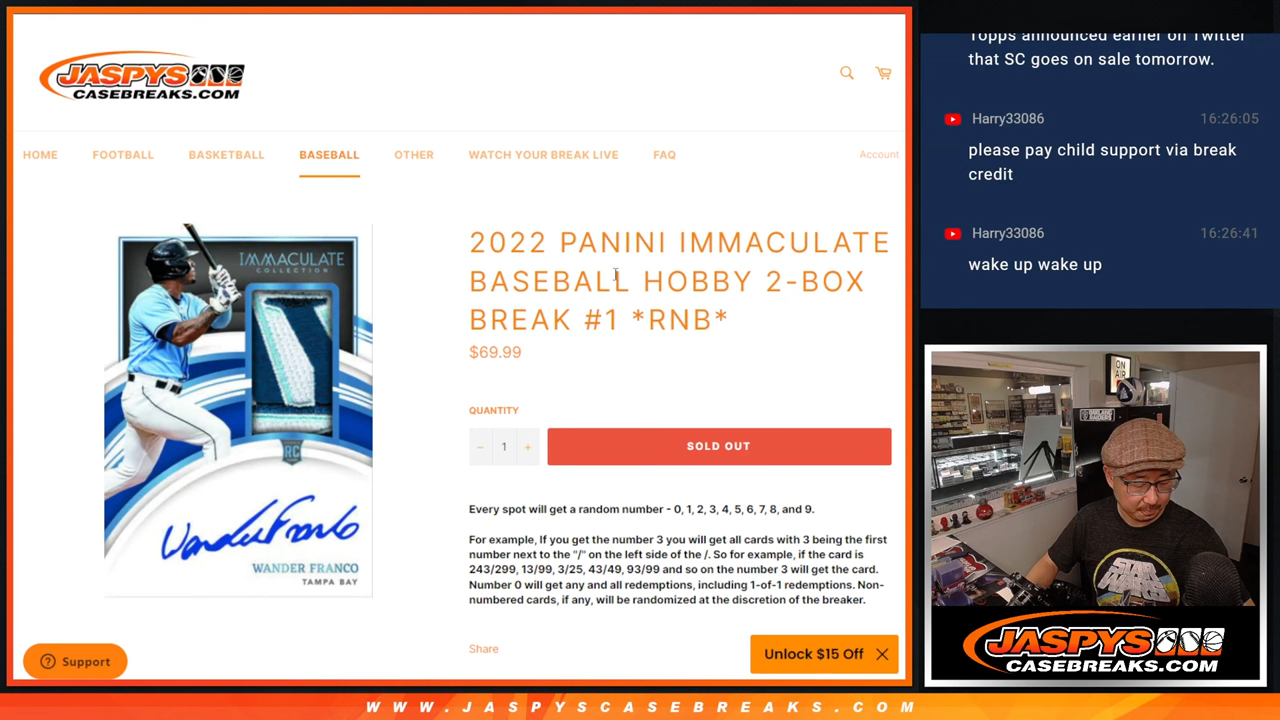 JASPYS
CASEBREAKS.COM
HOME FOOTBALL BASKETBALL BASEBALL OTHER WATCH YOUR BREAK LIVE FAQ Account
IMMACULATE
COLLECTION
RC
Wander Franco
WANDER FRANCO
TAMPA BAY
2022 PANINI IMMACULATE
BASEBALL HOBBY 2-BOX
BREAK #1 *RNB*
$69.99
QUANTITY
− 1 +
SOLD OUT
Every spot will get a random number - 0, 1, 2, 3, 4, 5, 6, 7, 8, and 9.
For example, If you get the number 3 you will get all cards with 3 being the first
number next to the "/" on the left side of the /. So for example, if the card is
243/299, 13/99, 3/25, 43/49, 93/99 and so on the number 3 will get the card.
Number 0 will get any and all redemptions, including 1-of-1 redemptions. Non-
numbered cards, if any, will be randomized at the discretion of the breaker.
Share
Support
Unlock $15 Off
Topps announced earlier on Twitter
that SC goes on sale tomorrow.
Harry33086 16:26:05
please pay child support via break
credit
Harry33086 16:26:41
wake up wake up
ON
AIR
OAKLAND
RAIDERS
STAR
WARS
JASPYS
CASEBREAKS.COM
WWW.JASPYSCASEBREAKS.COM